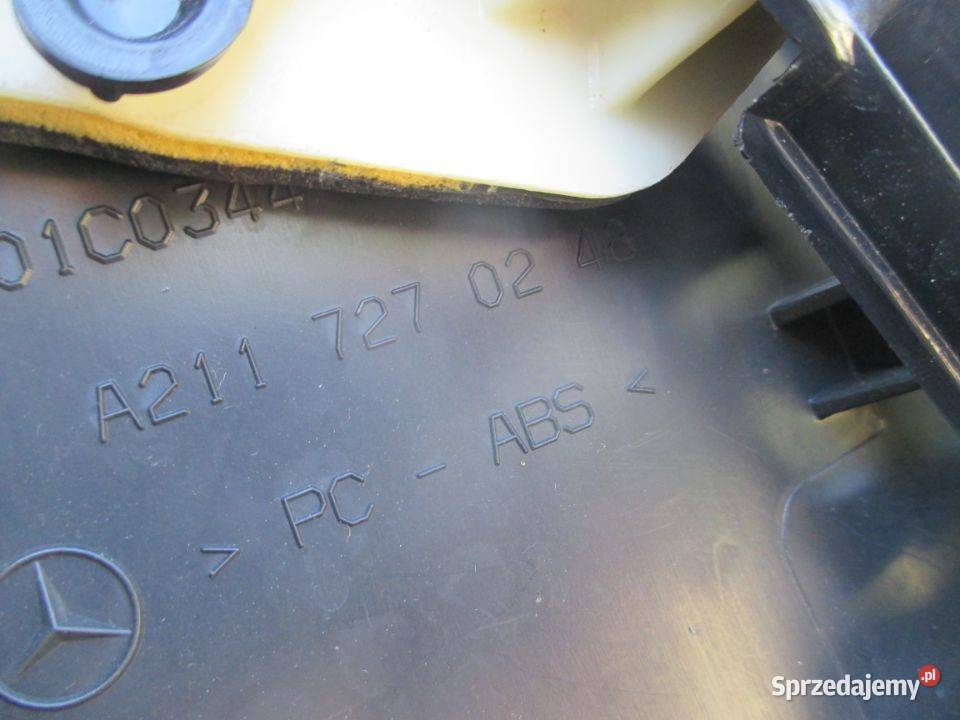 01C0344
A211 727 02 48
> PC - ABS <
Sprzedajemy.pl